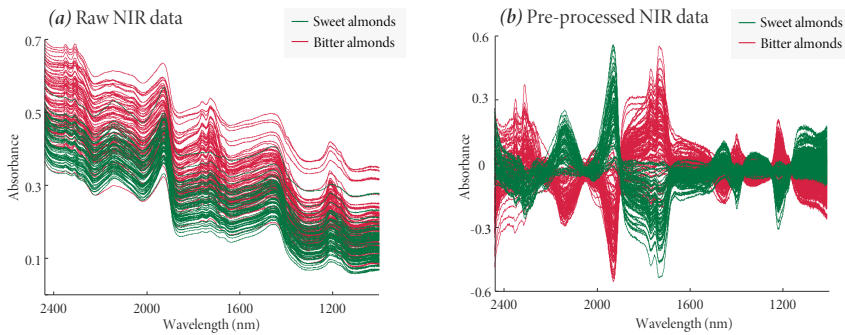 (a) Raw NIR data
Sweet almonds
Bitter almonds
0.7
0.5
0.3
0.1
Absorbance
2400 2000 1600 1200
Wavelength (nm)
(b) Pre-processed NIR data
Sweet almonds
Bitter almonds
0.6
0.3
0
-0.3
-0.6
Absorbance
2400 2000 1600 1200
Wavelength (nm)